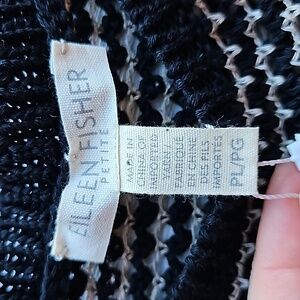 EILEEN FISHER
PETITE
MADE IN
CHINA OF
IMPORTED
YARN
FABRIQUÉ
EN CHINE
DES FILS
IMPORTÉS
PL/PG